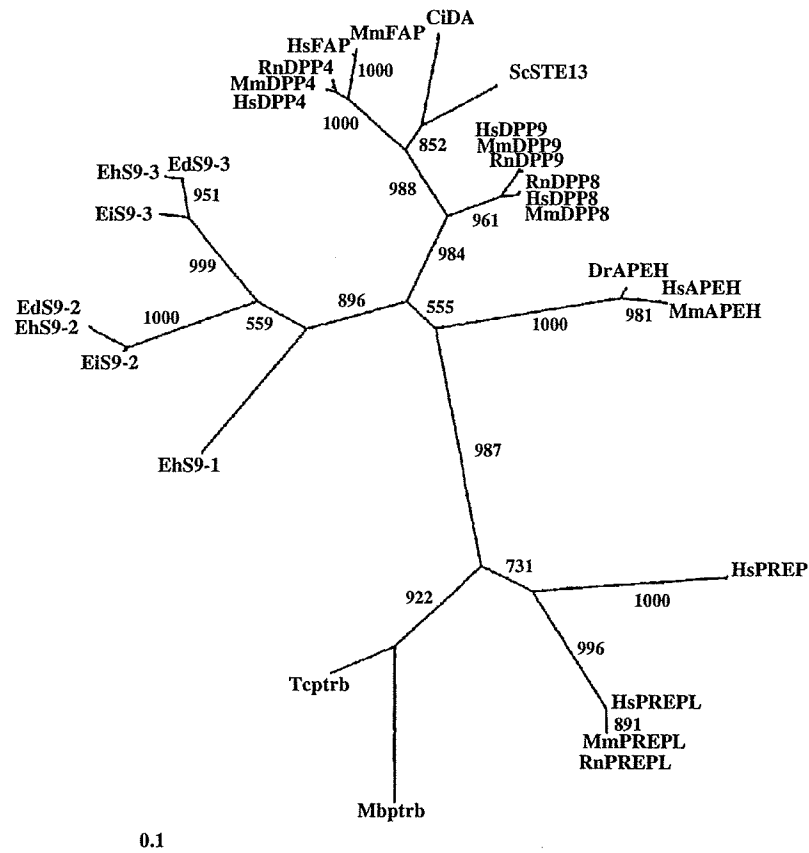 CiDA
MmFAP
HsFAP
1000
RnDPP4
MmDPP4
HsDPP4
ScSTE13
1000
852
HsDPP9
MmDPP9
RnDPP9
EdS9-3
EhS9-3
951
988
RnDPP8
HsDPP8
MmDPP8
961
EiS9-3
984
999
DrAPEH
HsAPEH
896
555
981
MmAPEH
EdS9-2
1000
559
1000
EhS9-2
EiS9-2
987
EhS9-1
731
HsPREP
922
1000
996
Tcptrb
HsPREPL
891
MmPREPL
RnPREPL
Mbptrb
0.1